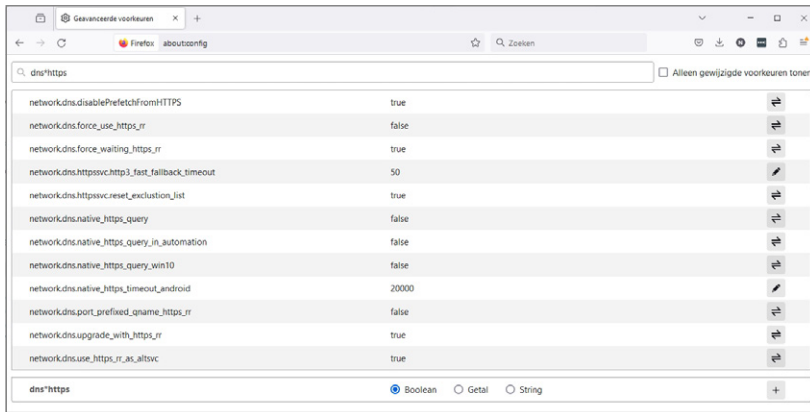 Geavanceerde voorkeuren
Firefox about:config Zoeken
dns*https Alleen gewijzigde voorkeuren tonen
network.dns.disablePrefetchFromHTTPS true
network.dns.force_use_https_rr false
network.dns.force_waiting_https_rr true
network.dns.httpssvc.http3_fast_fallback_timeout 50
network.dns.httpssvc.reset_exclustion_list true
network.dns.native_https_query false
network.dns.native_https_query_in_automation false
network.dns.native_https_query_win10 false
network.dns.native_https_timeout_android 20000
network.dns.port_prefixed_qname_https_rr false
network.dns.upgrade_with_https_rr true
network.dns.use_https_rr_as_altsvc true
dns*https Boolean Getal String